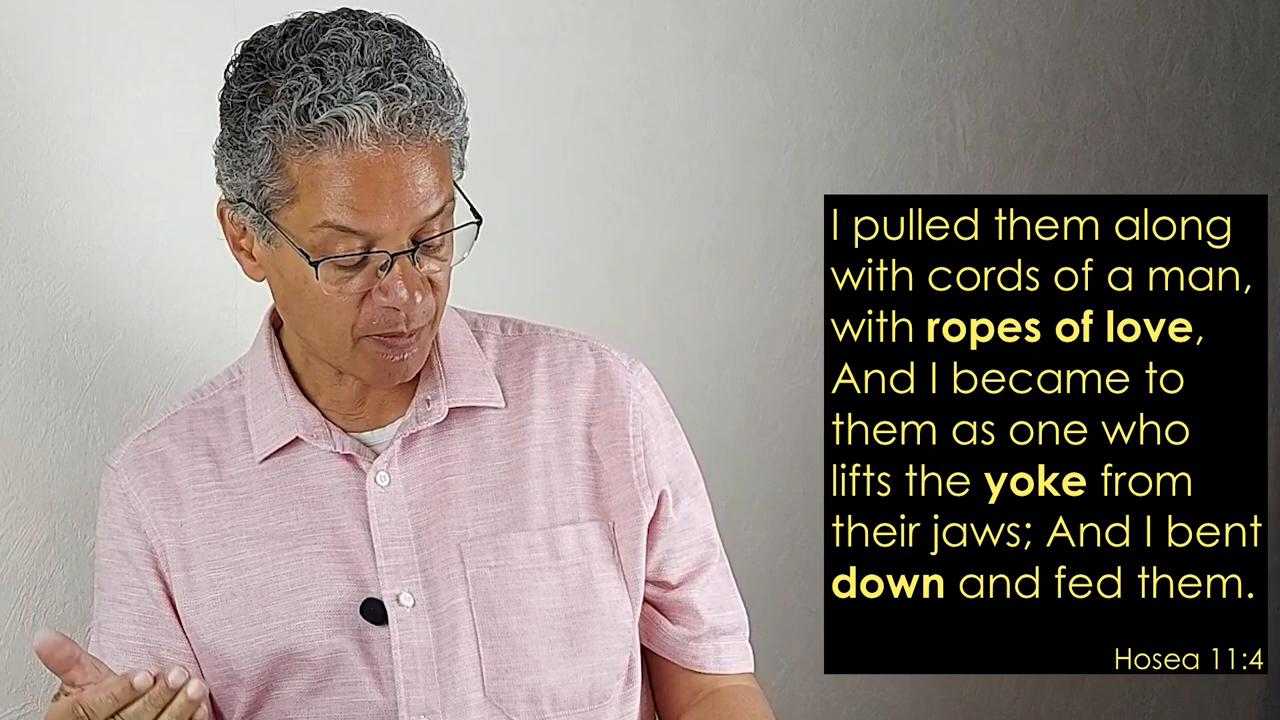 I pulled them along
with cords of a man,
with ropes of love,
And I became to
them as one who
lifts the yoke from
their jaws; And I bent
down and fed them.
Hosea 11:4